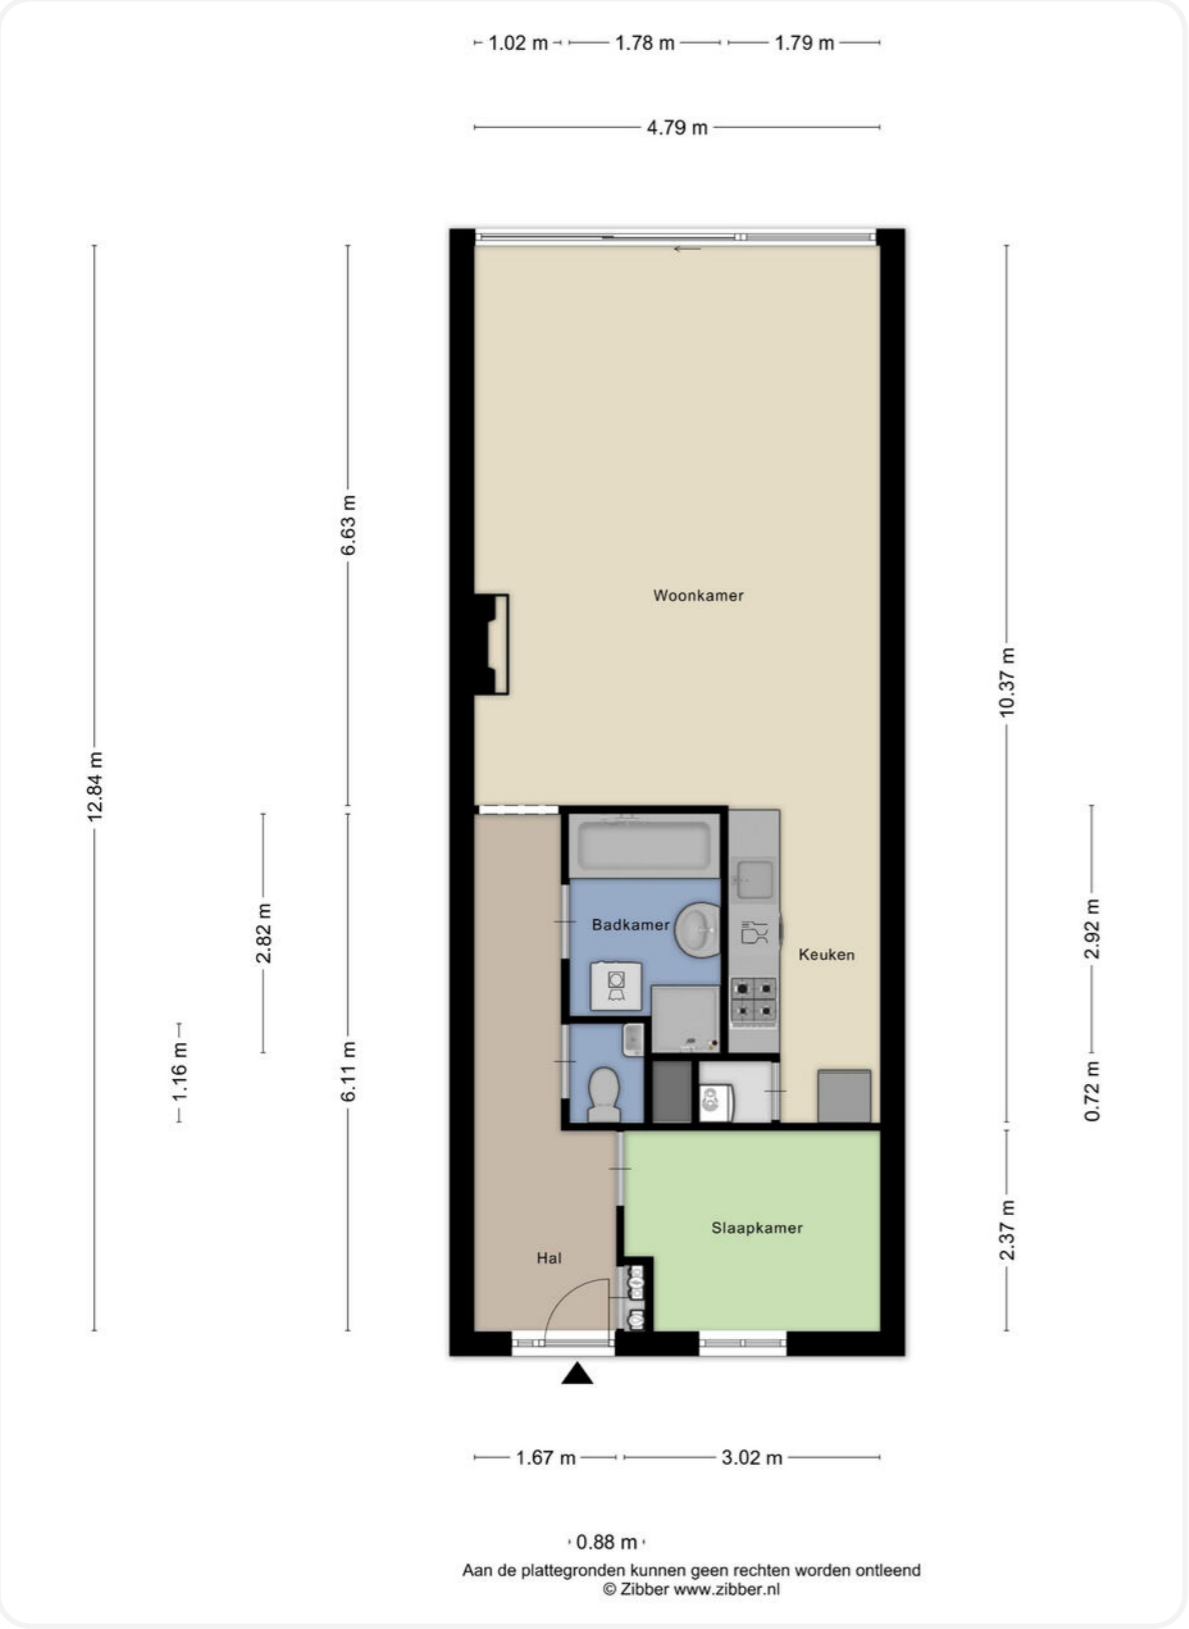 1.02 m 1.78 m 1.79 m
4.79 m
6.63 m
Woonkamer
10.37 m
12.84 m
2.82 m
Badkamer
2.92 m
Keuken
1.16 m
6.11 m
0.72 m
Slaapkamer
2.37 m
Hal
1.67 m 3.02 m
0.88 m
Aan de plattegronden kunnen geen rechten worden ontleend
© Zibber www.zibber.nl